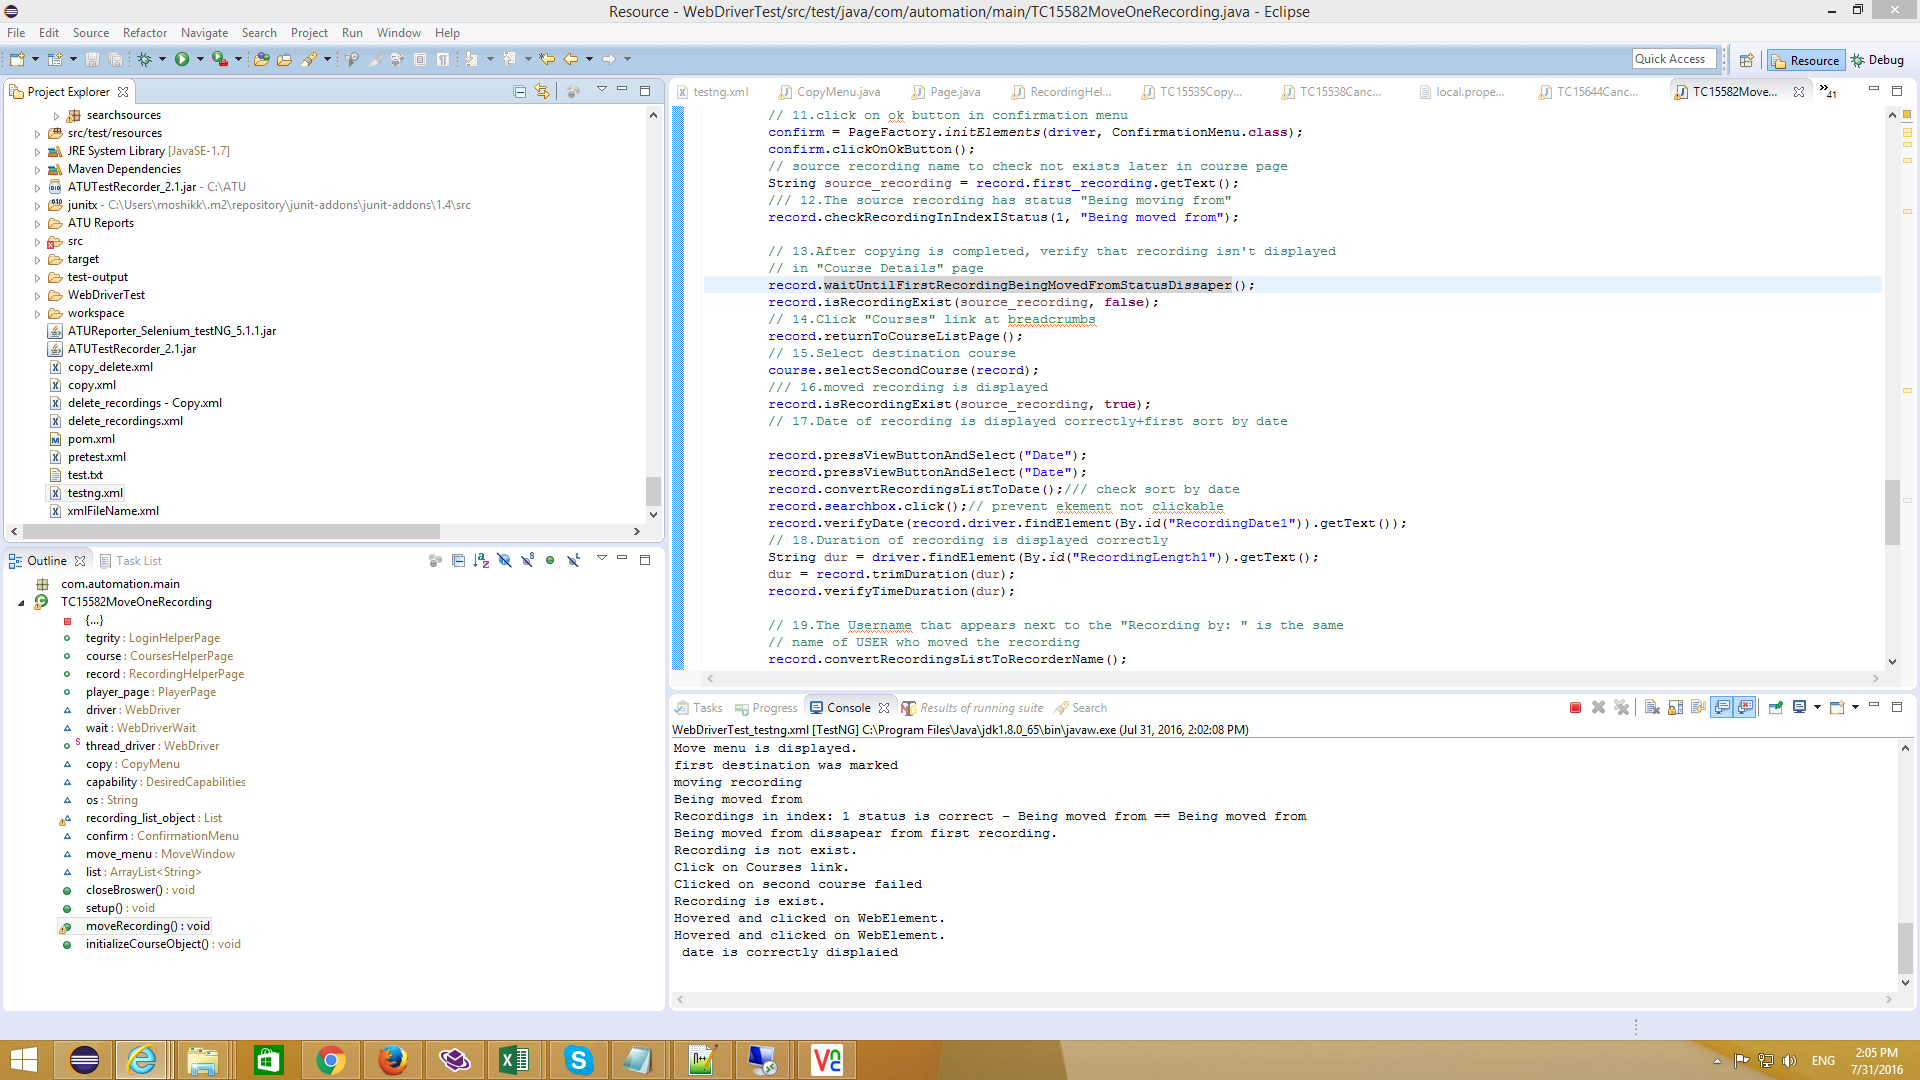 Resource - WebDriverTest/src/test/java/com/automation/main/TC15582MoveOneRecording.java - Eclipse
File Edit Source Refactor Navigate Search Project Run Window Help
Quick Access
Resource
Debug
Project Explorer
searchsources
src/test/resources
JRE System Library [JavaSE-1.7]
Maven Dependencies
ATUTestRecorder_2.1.jar - C:\ATU
junitx - C:\Users\moshikk\.m2\repository\junit-addons\junit-addons\1.4\src
ATU Reports
src
target
test-output
WebDriverTest
workspace
ATUReporter_Selenium_testNG_5.1.1.jar
ATUTestRecorder_2.1.jar
copy_delete.xml
copy.xml
delete_recordings - Copy.xml
delete_recordings.xml
pom.xml
pretest.xml
test.txt
testng.xml
xmlFileName.xml
Outline
Task List
com.automation.main
TC15582MoveOneRecording
{...}
tegrity : LoginHelperPage
course : CoursesHelperPage
record : RecordingHelperPage
player_page : PlayerPage
driver : WebDriver
wait : WebDriverWait
thread_driver : WebDriver
copy : CopyMenu
capability : DesiredCapabilities
os : String
recording_list_object : List
confirm : ConfirmationMenu
move_menu : MoveWindow
list : ArrayList<String>
closeBroswer() : void
setup() : void
moveRecording() : void
initializeCourseObject() : void
testng.xml CopyMenu.java Page.java RecordingHel... TC15535Copy... TC15538Canc... local.prope... TC15644Canc... TC15582Move... »41
// 11.click on ok button in confirmation menu
confirm = PageFactory.initElements(driver, ConfirmationMenu.class);
confirm.clickOnOkButton();
// source recording name to check not exists later in course page
String source_recording = record.first_recording.getText();
/// 12.The source recording has status "Being moving from"
record.checkRecordingInIndexIStatus(1, "Being moved from");
// 13.After copying is completed, verify that recording isn't displayed
// in "Course Details" page
record.waitUntilFirstRecordingBeingMovedFromStatusDissaper();
record.isRecordingExist(source_recording, false);
// 14.Click "Courses" link at breadcrumbs
record.returnToCourseListPage();
// 15.Select destination course
course.selectSecondCourse(record);
/// 16.moved recording is displayed
record.isRecordingExist(source_recording, true);
// 17.Date of recording is displayed correctly+first sort by date
record.pressViewButtonAndSelect("Date");
record.pressViewButtonAndSelect("Date");
record.convertRecordingsListToDate();/// check sort by date
record.searchbox.click();// prevent ekement not clickable
record.verifyDate(record.driver.findElement(By.id("RecordingDate1")).getText());
// 18.Duration of recording is displayed correctly
String dur = driver.findElement(By.id("RecordingLength1")).getText();
dur = record.trimDuration(dur);
record.verifyTimeDuration(dur);
// 19.The Username that appears next to the "Recording by: " is the same
// name of USER who moved the recording
record.convertRecordingsListToRecorderName();
Tasks Progress Console Results of running suite Search
WebDriverTest_testng.xml [TestNG] C:\Program Files\Java\jdk1.8.0_65\bin\javaw.exe (Jul 31, 2016, 2:02:08 PM)
Move menu is displayed.
first destination was marked
moving recording
Being moved from
Recordings in index: 1 status is correct - Being moved from == Being moved from
Being moved from dissapear from first recording.
Recording is not exist.
Click on Courses link.
Clicked on second course failed
Recording is exist.
Hovered and clicked on WebElement.
Hovered and clicked on WebElement.
date is correctly displaied
ENG
2:05 PM
7/31/2016